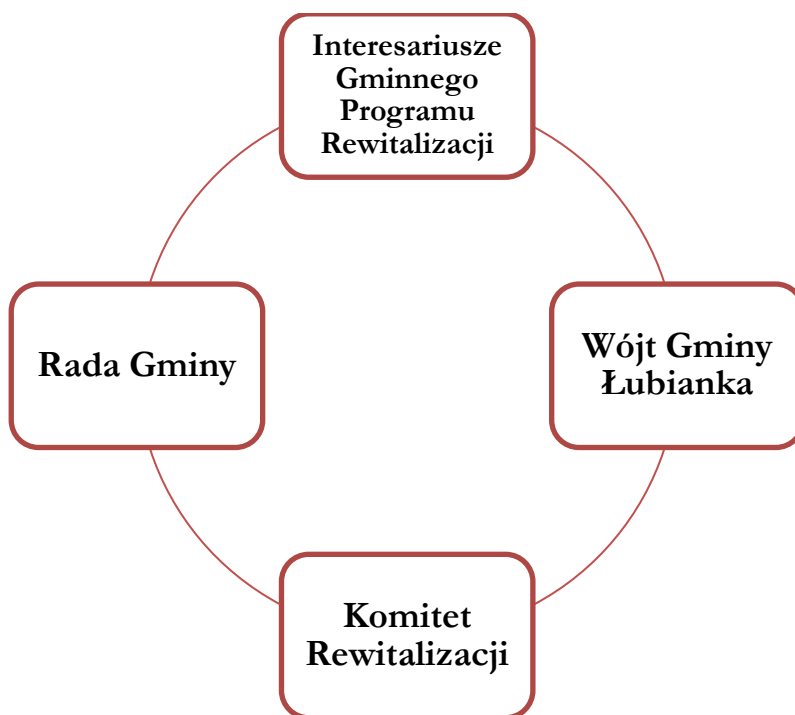 Interesariusze
Gminnego
Programu
Rewitalizacji
Rada Gminy
Wójt Gminy
Łubianka
Komitet
Rewitalizacji